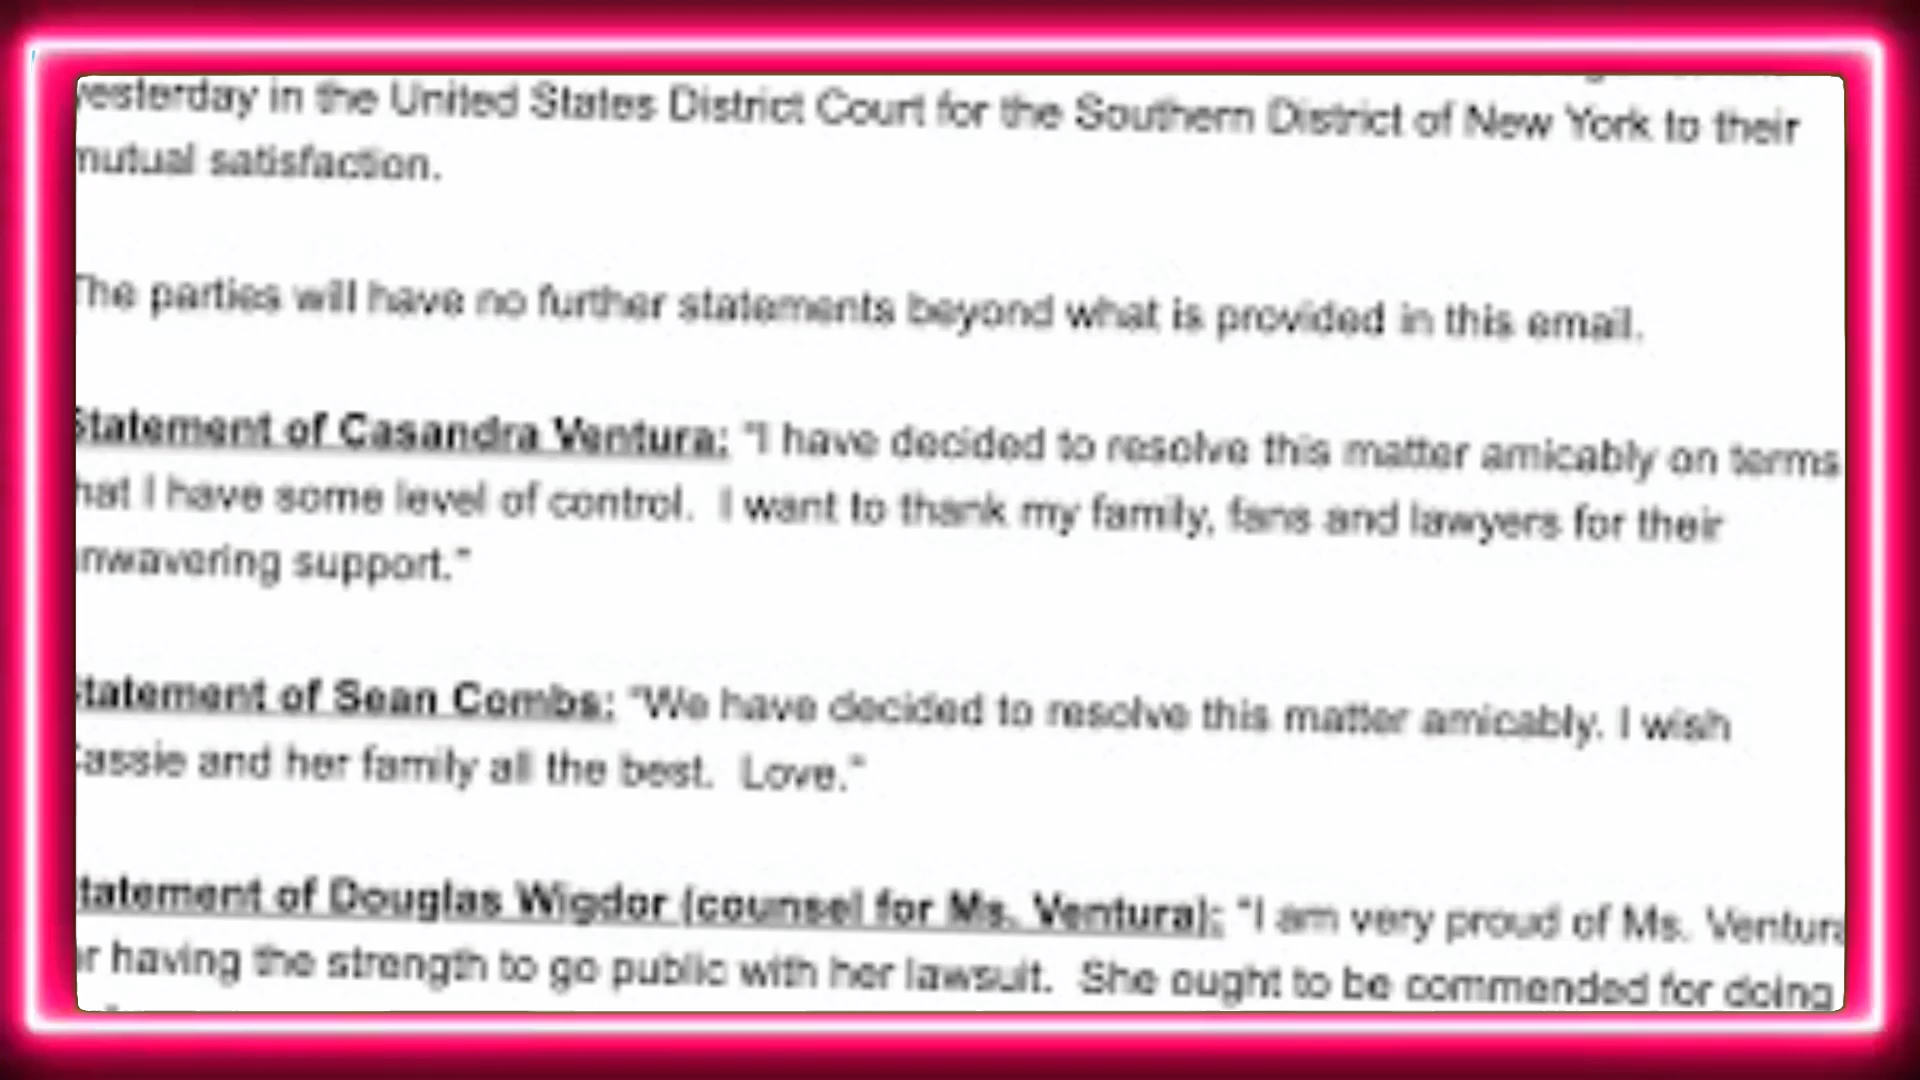 yesterday in the United States District Court for the Southern District of New York to their
mutual satisfaction.
The parties will have no further statements beyond what is provided in this email.
Statement of Casandra Ventura: "I have decided to resolve this matter amicably on terms
hat I have some level of control. I want to thank my family, fans and lawyers for their
nwavering support."
tatement of Sean Combs: "We have decided to resolve this matter amicably. I wish
Cassie and her family all the best. Love."
tatement of Douglas Wigdor (counsel for Ms. Ventura): "I am very proud of Ms. Ventura
r having the strength to go public with her lawsuit. She ought to be commended for doing